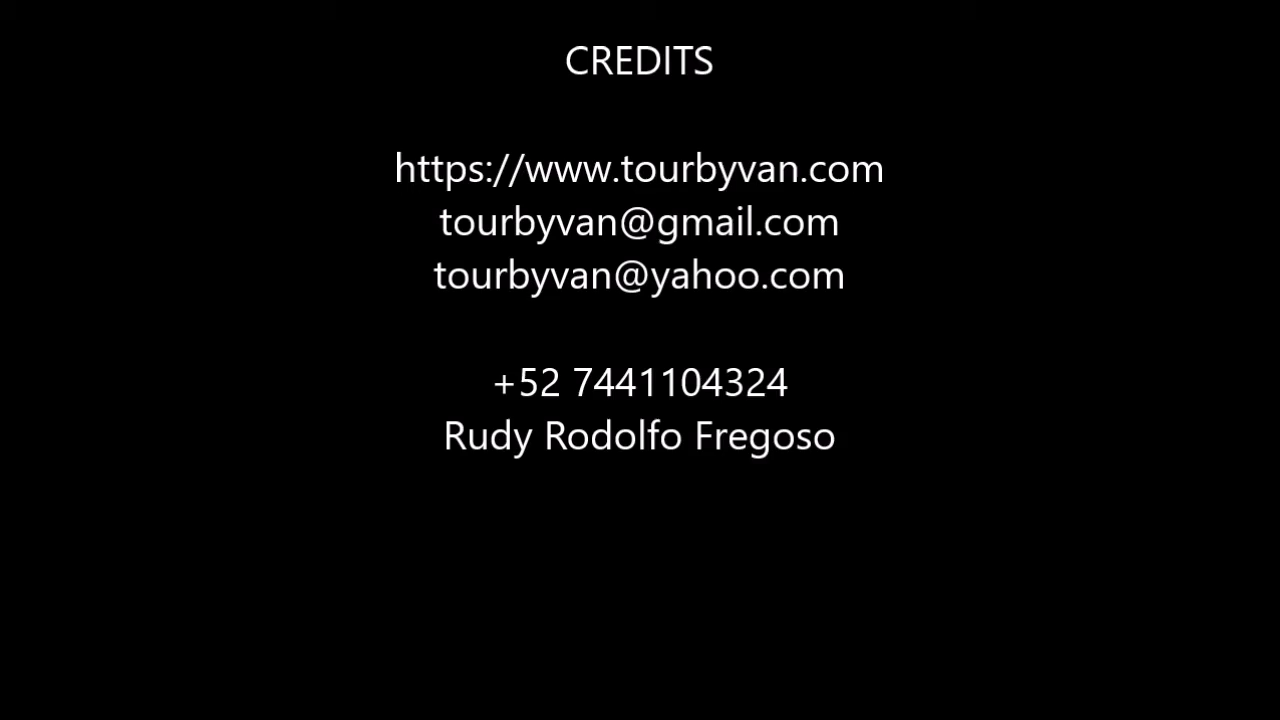 CREDITS
https://www.tourbyvan.com
tourbyvan@gmail.com
tourbyvan@yahoo.com
+52 7441104324
Rudy Rodolfo Fregoso